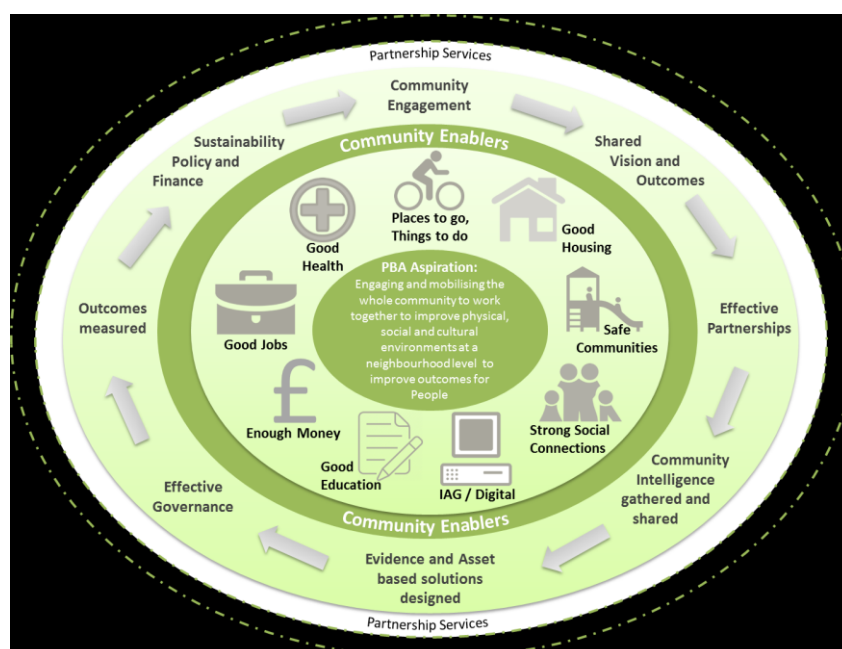 Partnership Services
Community
Engagement
Shared
Vision and
Outcomes
Effective
Partnerships
Community
Intelligence
gathered and
shared
Evidence and Asset
based solutions
designed
Effective
Governance
Outcomes
measured
Sustainability
Policy and
Finance
Community Enablers
Places to go,
Things to do
Good
Housing
Safe
Communities
Strong Social
Connections
IAG / Digital
Good
Education
Enough Money
Good Jobs
Good
Health
PBA Aspiration:
Engaging and mobilising the
whole community to work
together to improve physical,
social and cultural
environments at a
neighbourhood level to
improve outcomes for
People
Community Enablers
Partnership Services